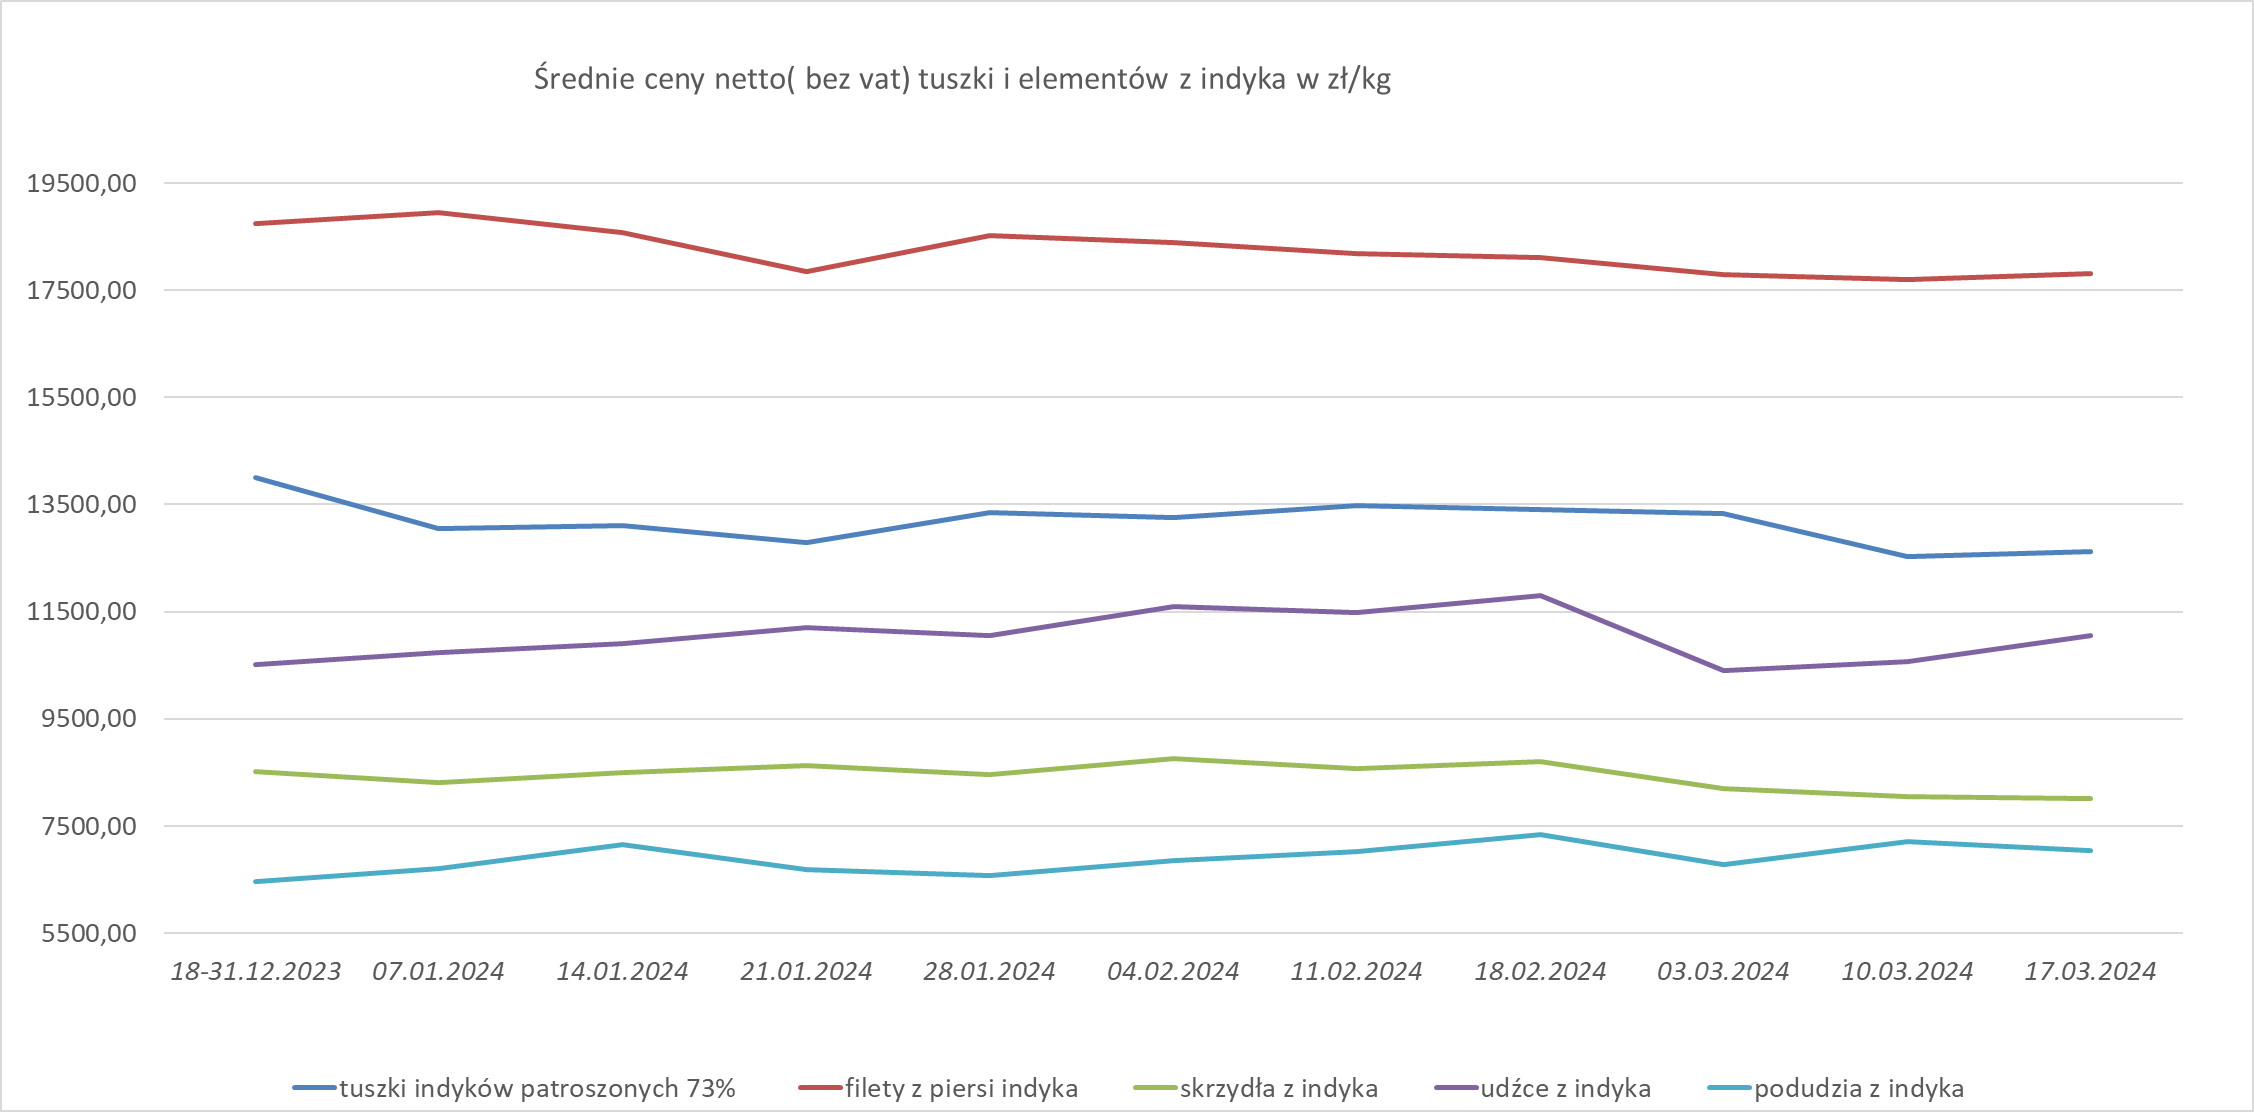 Średnie ceny netto( bez vat) tuszki i elementów z indyka w zł/kg
19500,00
17500,00
15500,00
13500,00
11500,00
9500,00
7500,00
5500,00
18-31.12.2023 07.01.2024 14.01.2024 21.01.2024 28.01.2024 04.02.2024 11.02.2024 18.02.2024 03.03.2024 10.03.2024 17.03.2024
tuszki indyków patroszonych 73% filety z piersi indyka skrzydła z indyka udźce z indyka podudzia z indyka